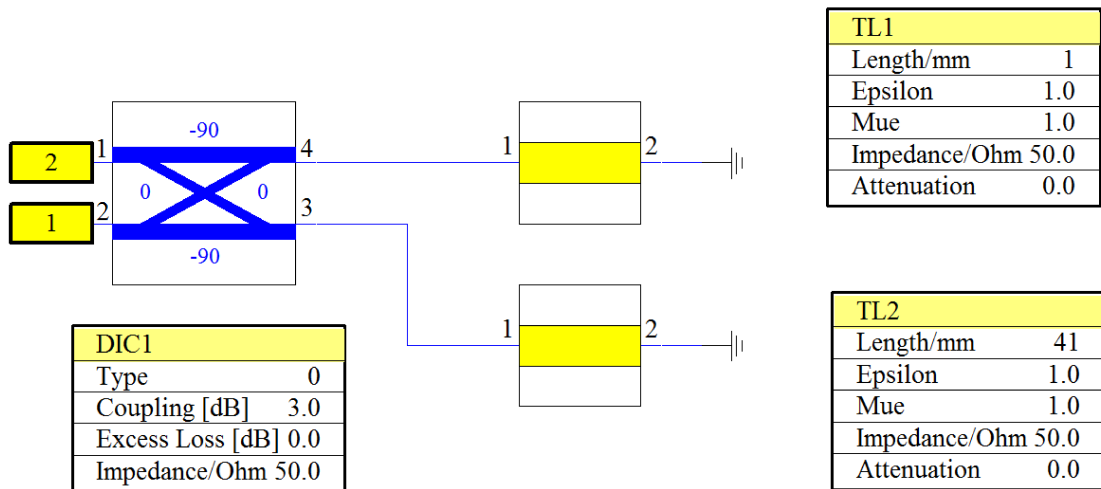 -90
1
4
2
0
0
2
3
1
-90
1
2
1
2
TL1
Length/mm 1
Epsilon 1.0
Mue 1.0
Impedance/Ohm 50.0
Attenuation 0.0
DIC1
Type 0
Coupling [dB] 3.0
Excess Loss [dB] 0.0
Impedance/Ohm 50.0
TL2
Length/mm 41
Epsilon 1.0
Mue 1.0
Impedance/Ohm 50.0
Attenuation 0.0